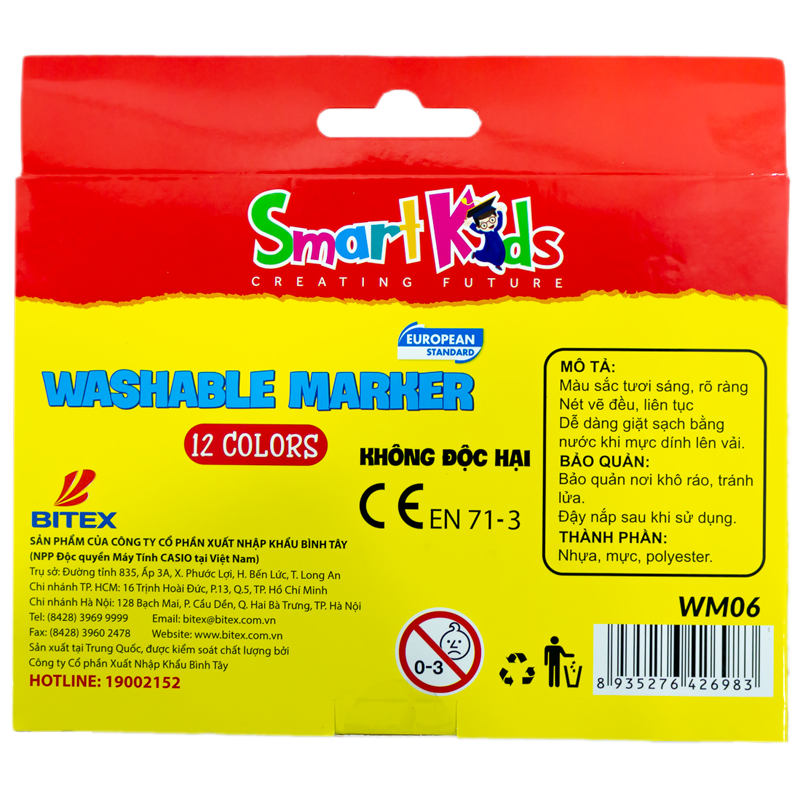 Smart Kids
CREATING FUTURE
EUROPEAN
STANDARD
WASHABLE MARKER
12 COLORS
KHÔNG ĐỘC HẠI
CE EN 71-3
MÔ TẢ:
Màu sắc tươi sáng, rõ ràng
Nét vẽ đều, liên tục
Dễ dàng giặt sạch bằng
nước khi mực dính lên vải.
BẢO QUẢN:
Bảo quản nơi khô ráo, tránh
lửa.
Đậy nắp sau khi sử dụng.
THÀNH PHẦN:
Nhựa, mực, polyester.
BITEX
SẢN PHẨM CỦA CÔNG TY CỔ PHẦN XUẤT NHẬP KHẨU BÌNH TÂY
(NPP Độc quyền Máy Tính CASIO tại Việt Nam)
Trụ sở: Đường tỉnh 835, Ấp 3A, X. Phước Lợi, H. Bến Lức, T. Long An
Chi nhánh TP. HCM: 16 Trịnh Hoài Đức, P.13, Q.5, TP. Hồ Chí Minh
Chi nhánh Hà Nội: 128 Bạch Mai, P. Cầu Dền, Q. Hai Bà Trưng, TP. Hà Nội
Tel: (8428) 3969 9999 Email: bitex@bitex.com.vn
Fax: (8428) 3960 2478 Website: www.bitex.com.vn
Sản xuất tại Trung Quốc, được kiểm soát chất lượng bởi
Công ty Cổ phần Xuất Nhập Khẩu Bình Tây
HOTLINE: 19002152
0-3
WM06
8 935276 426983